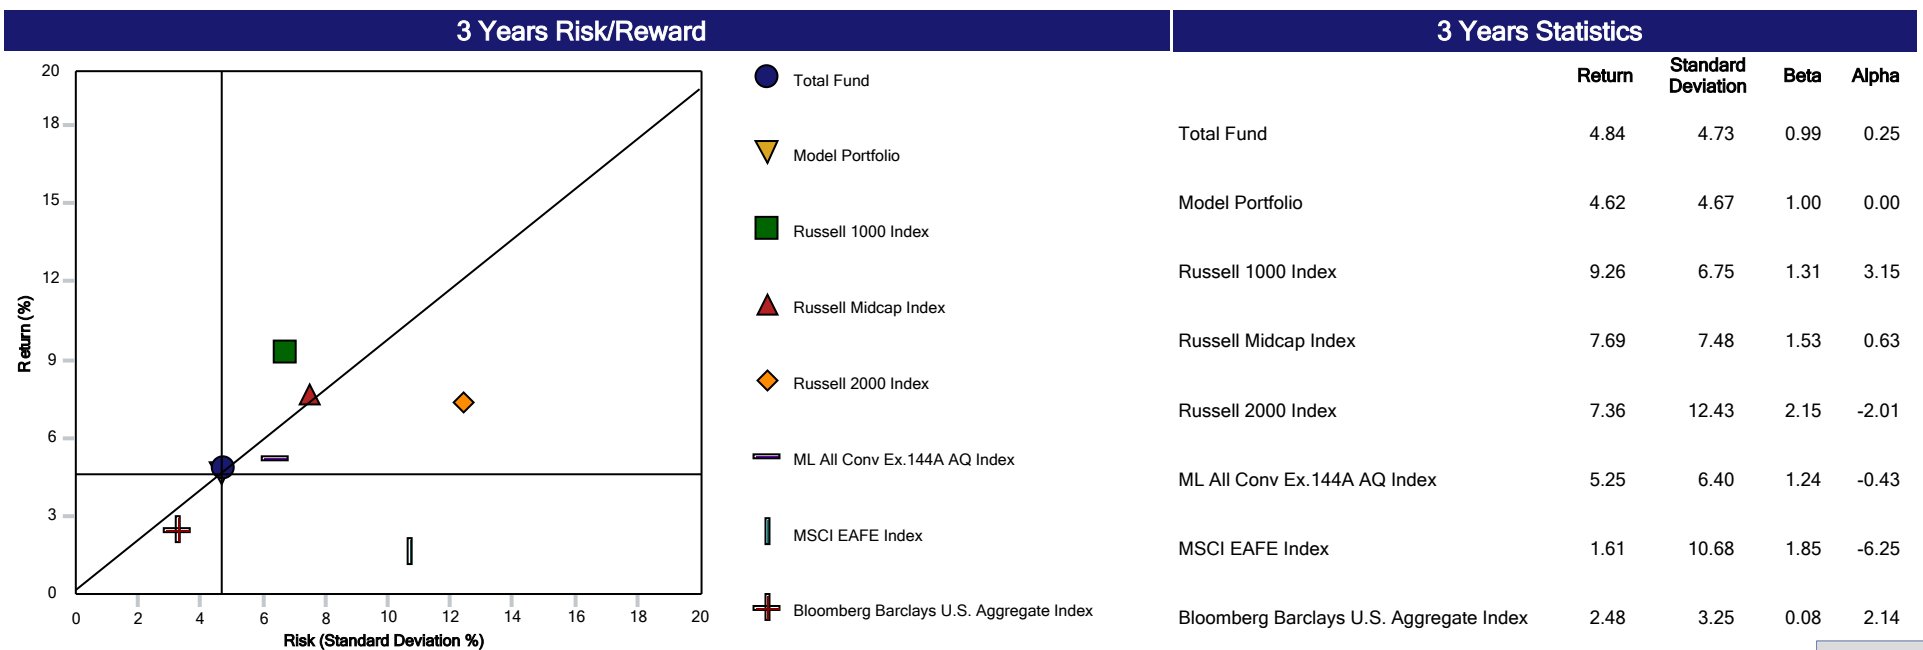 3 Years Risk/Reward
20
18
15
12
9
6
3
0
Return (%)
0 2 4 6 8 10 12 14 16 18 20
Risk (Standard Deviation %)
Total Fund
Model Portfolio
Russell 1000 Index
Russell Midcap Index
Russell 2000 Index
ML All Conv Ex.144A AQ Index
MSCI EAFE Index
Bloomberg Barclays U.S. Aggregate Index
3 Years Statistics
Return Standard Deviation Beta Alpha
Total Fund 4.84 4.73 0.99 0.25
Model Portfolio 4.62 4.67 1.00 0.00
Russell 1000 Index 9.26 6.75 1.31 3.15
Russell Midcap Index 7.69 7.48 1.53 0.63
Russell 2000 Index 7.36 12.43 2.15 -2.01
ML All Conv Ex.144A AQ Index 5.25 6.40 1.24 -0.43
MSCI EAFE Index 1.61 10.68 1.85 -6.25
Bloomberg Barclays U.S. Aggregate Index 2.48 3.25 0.08 2.14